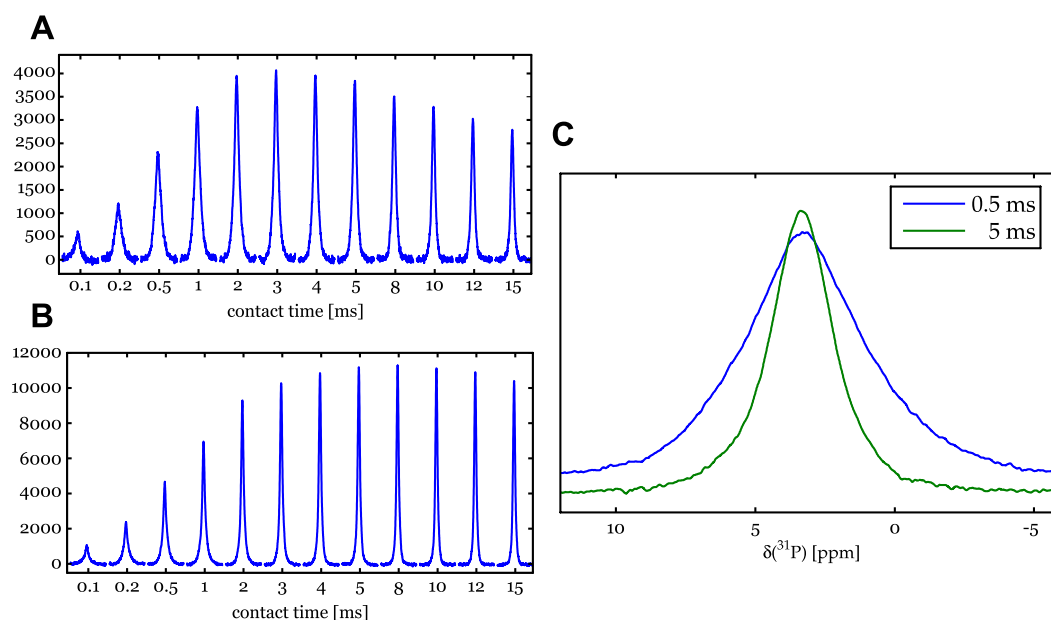 A
4000
3500
3000
2500
2000
1500
1000
500
0
0.1 0.2 0.5 1 2 3 4 5 8 10 12 15
contact time [ms]
B
12000
10000
8000
6000
4000
2000
0
0.1 0.2 0.5 1 2 3 4 5 8 10 12 15
contact time [ms]
C
0.5 ms
5 ms
10 5 0 -5
δ(³¹P) [ppm]